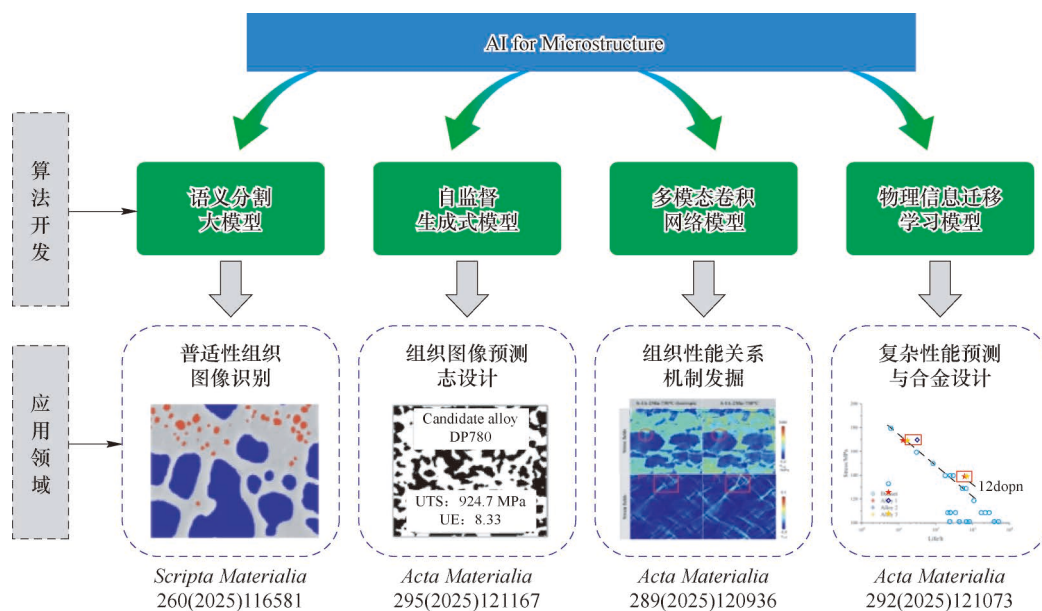 AI for Microstructure
算法开发
语义分割
大模型
自监督
生成式模型
多模态卷积
网络模型
物理信息迁移
学习模型
应用领域
普适性组织
图像识别
组织图像预测
志设计
Candidate alloy
DP780
UTS：924.7 MPa
UE：8.33
组织性能关系
机制发掘
复杂性能预测
与合金设计
12dopn
Stress/MPa
Life/h
Alloy 2
Scripta Materialia
260(2025)116581
Acta Materialia
295(2025)121167
Acta Materialia
289(2025)120936
Acta Materialia
292(2025)121073